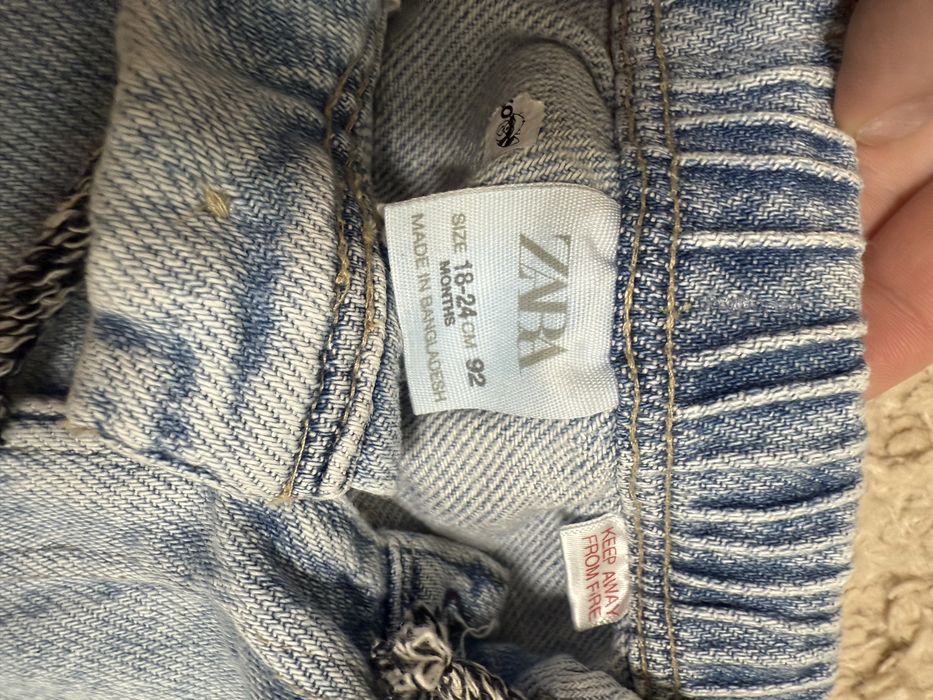 ZARA
SIZE 18-24 CM 92
MONTHS
MADE IN BANGLADESH
KEEP AWAY
FROM FIRE